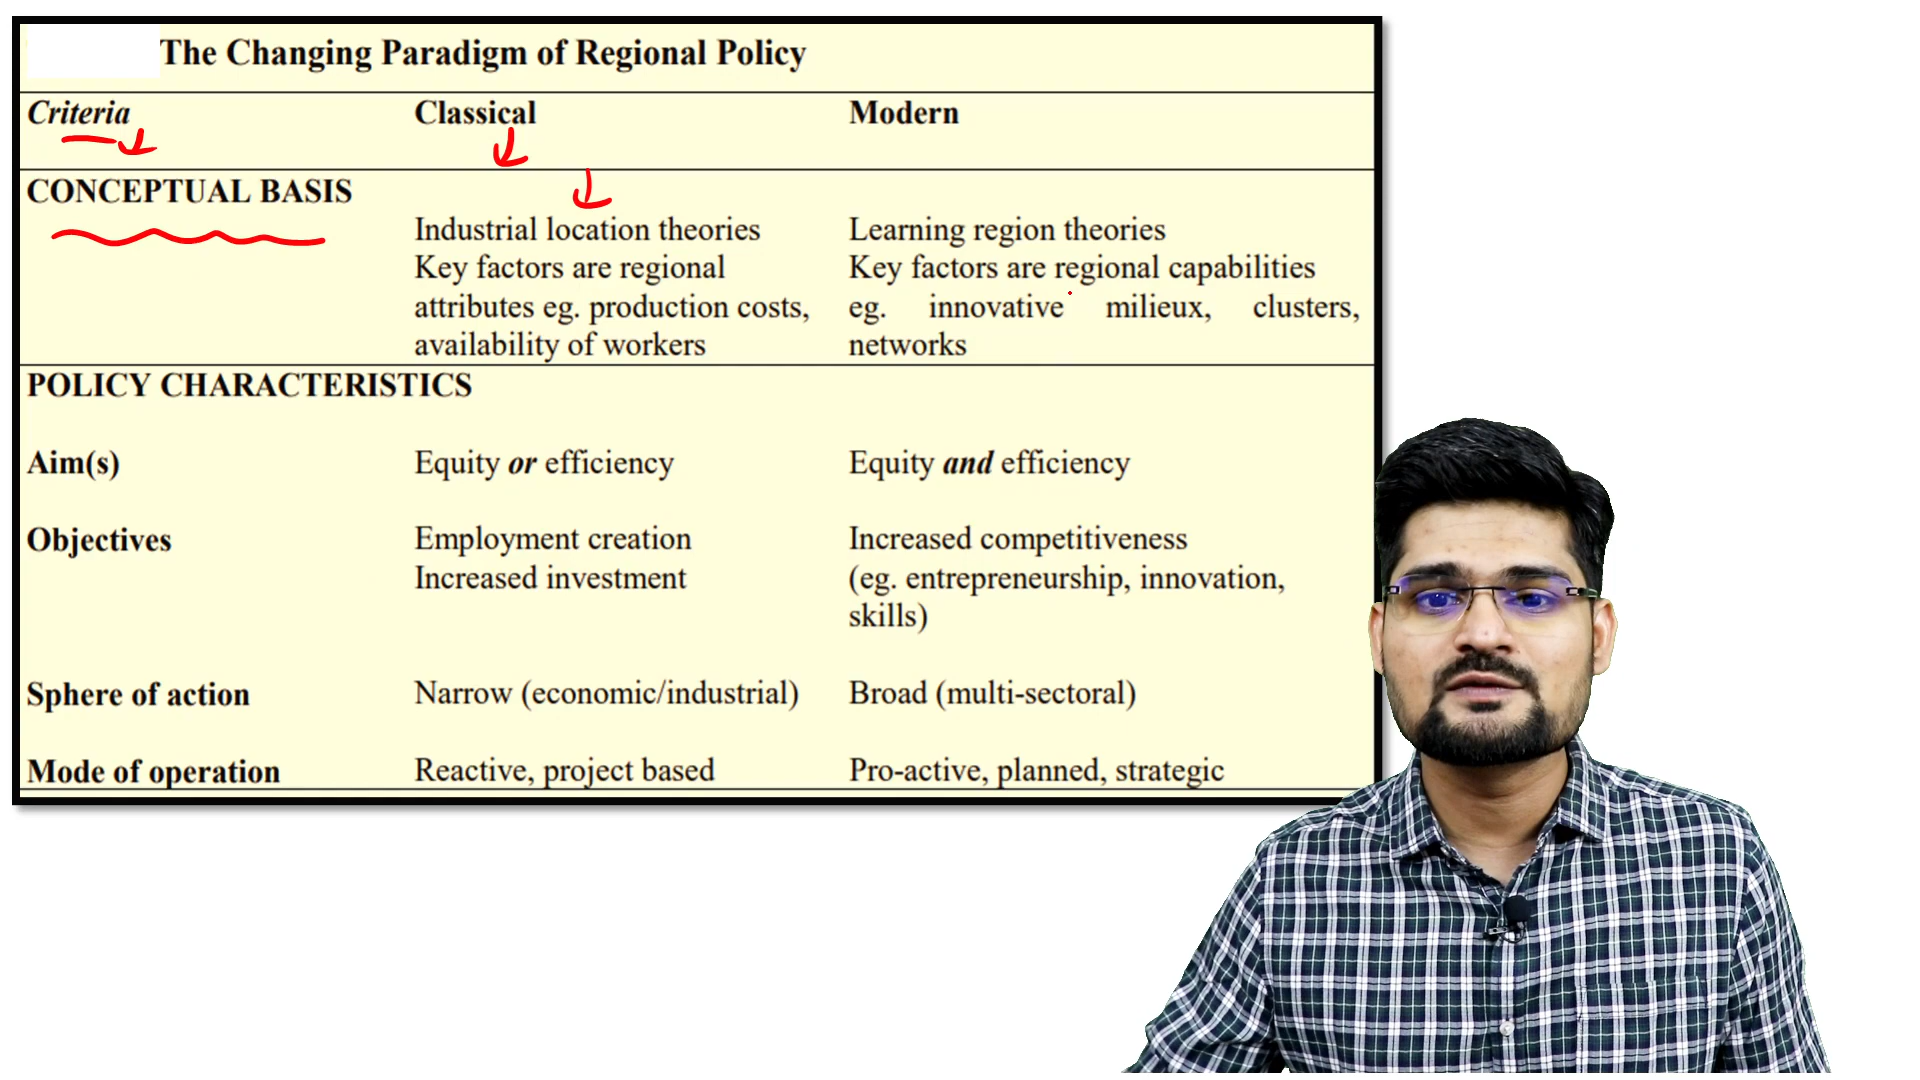 The Changing Paradigm of Regional Policy
Criteria Classical Modern
CONCEPTUAL BASIS
Industrial location theories
Key factors are regional
attributes eg. production costs,
availability of workers
Learning region theories
Key factors are regional capabilities
eg. innovative milieux, clusters,
networks
POLICY CHARACTERISTICS
Aim(s) Equity or efficiency Equity and efficiency
Objectives
Employment creation
Increased investment
Increased competitiveness
(eg. entrepreneurship, innovation,
skills)
Sphere of action Narrow (economic/industrial) Broad (multi-sectoral)
Mode of operation Reactive, project based Pro-active, planned, strategic